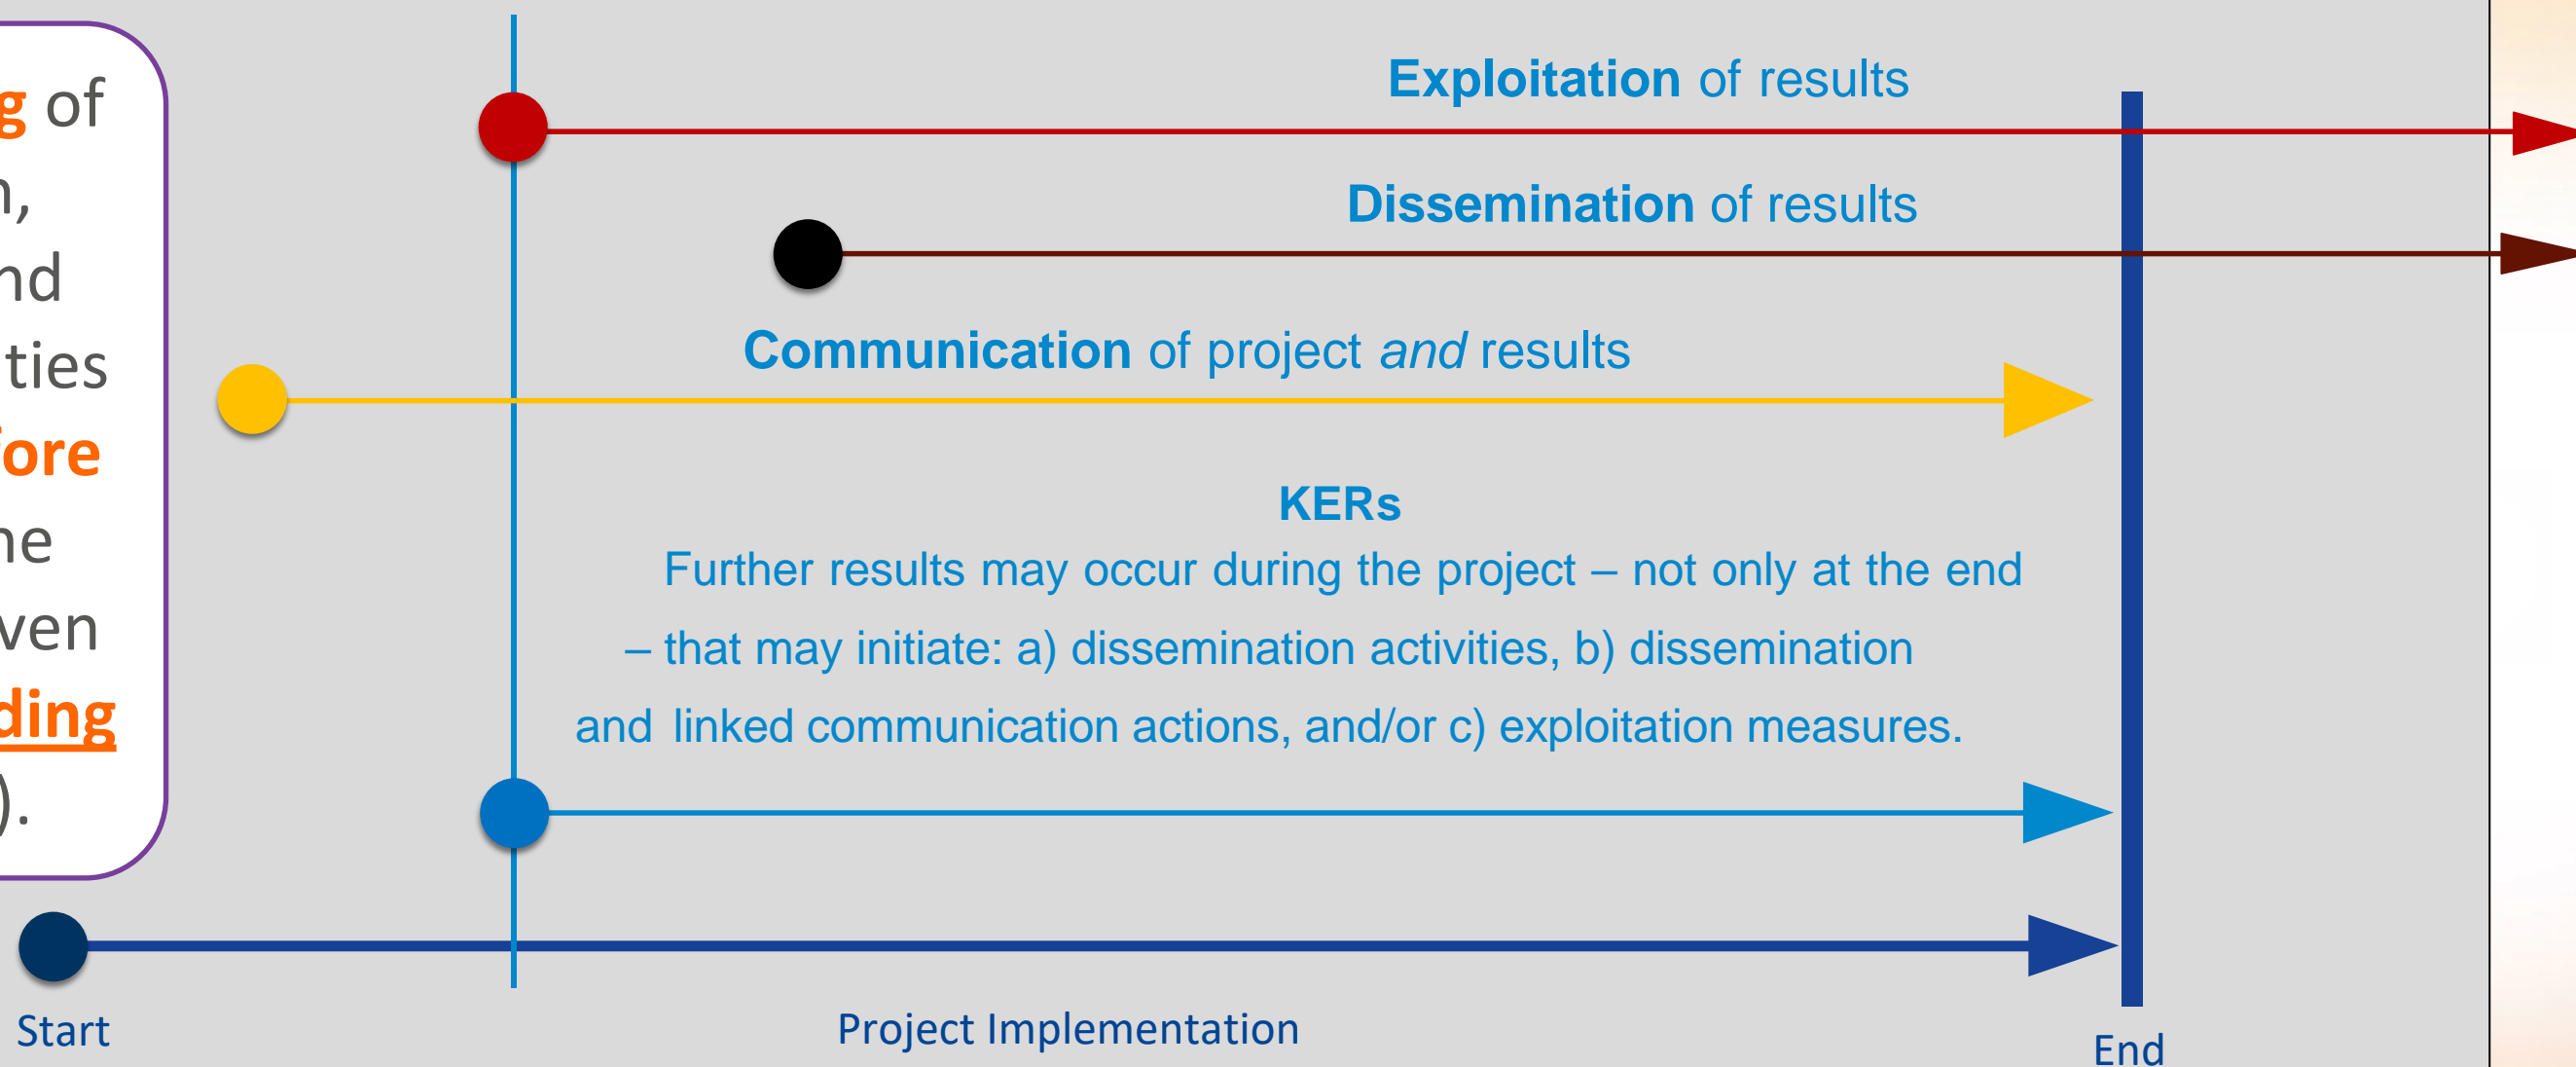 g of
n,
nd
ties
fore
ne
ven
ding
).
Exploitation of results
Dissemination of results
Communication of project and results
KERs
Further results may occur during the project – not only at the end
– that may initiate: a) dissemination activities, b) dissemination
and linked communication actions, and/or c) exploitation measures.
Start
Project Implementation
End